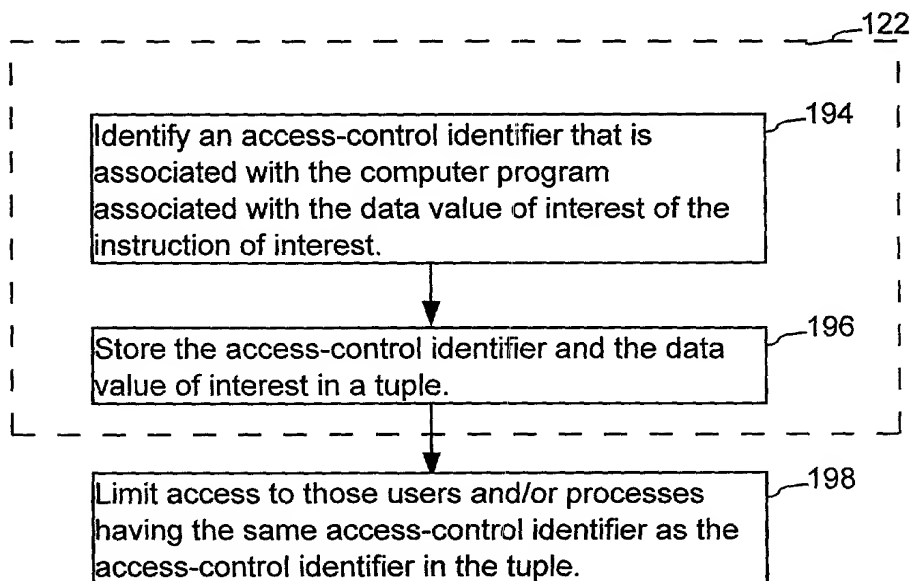 122
194
Identify an access-control identifier that is
associated with the computer program
associated with the data value of interest of the
instruction of interest.
196
Store the access-control identifier and the data
value of interest in a tuple.
198
Limit access to those users and/or processes
having the same access-control identifier as the
access-control identifier in the tuple.